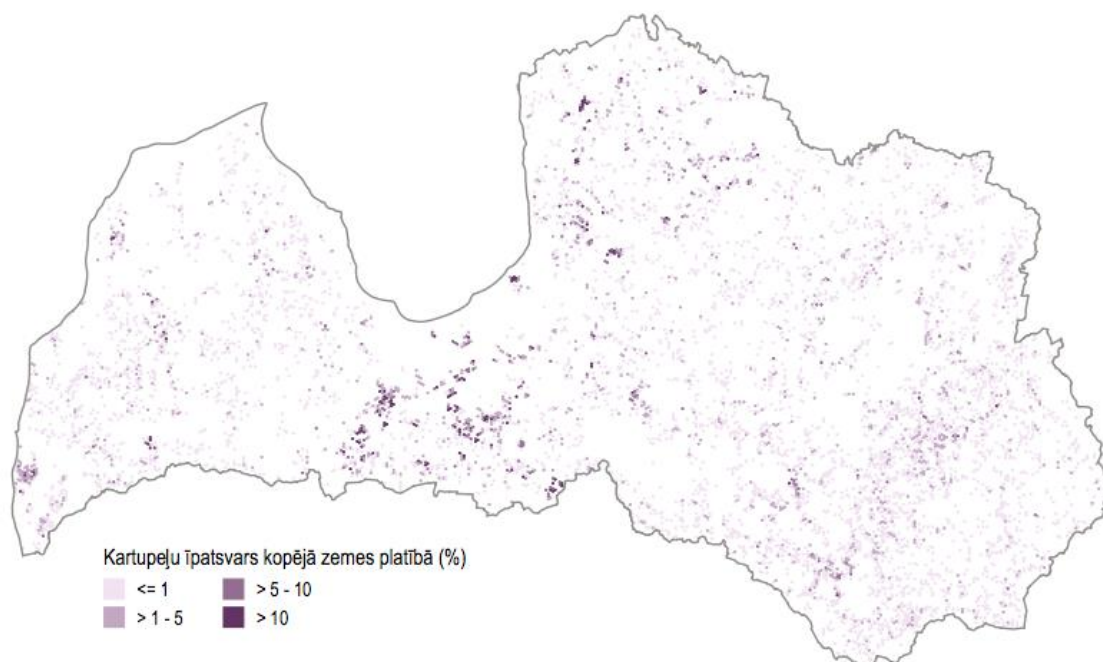 Kartupeļu īpatsvars kopējā zemes platībā (%)
<= 1
> 5 - 10
> 1 - 5
> 10